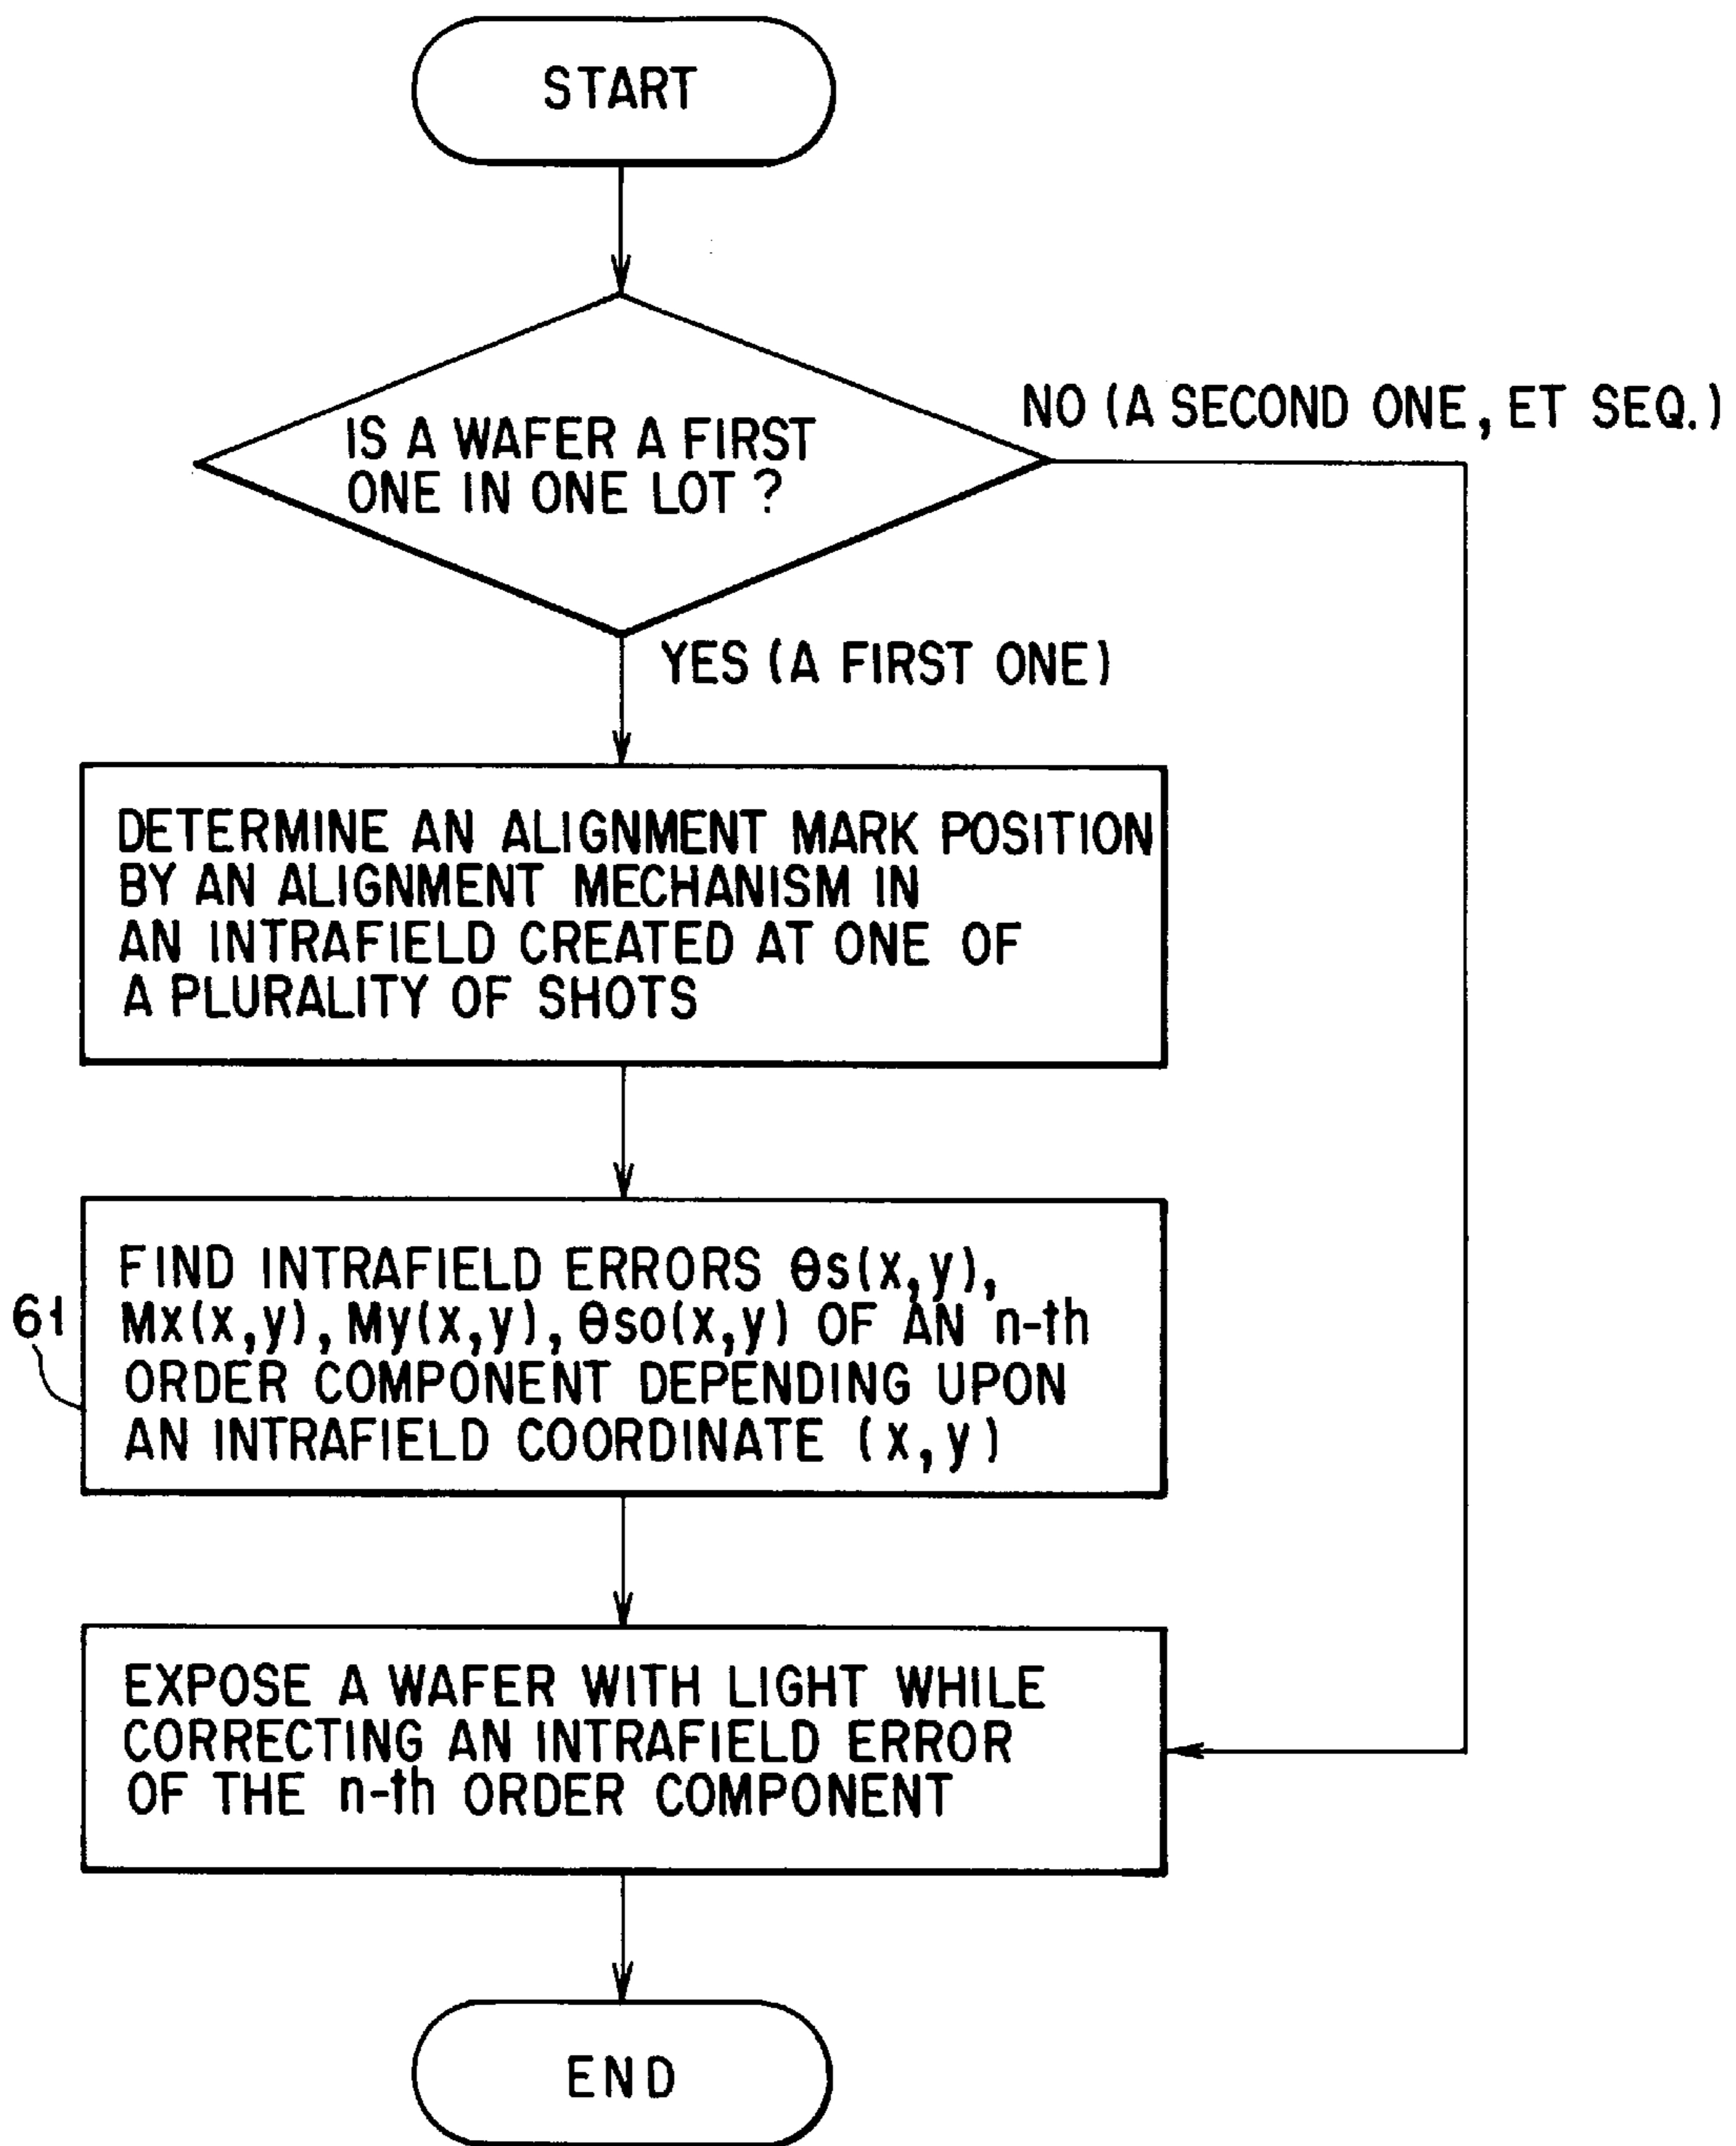 START
IS A WAFER A FIRST
ONE IN ONE LOT ?
NO (A SECOND ONE, ET SEQ.)
YES (A FIRST ONE)
DETERMINE AN ALIGNMENT MARK POSITION
BY AN ALIGNMENT MECHANISM IN
AN INTRAFIELD CREATED AT ONE OF
A PLURALITY OF SHOTS
61
FIND INTRAFIELD ERRORS θs(x,y),
Mx(x,y), My(x,y), θso(x,y) OF AN n-th
ORDER COMPONENT DEPENDING UPON
AN INTRAFIELD COORDINATE (x,y)
EXPOSE A WAFER WITH LIGHT WHILE
CORRECTING AN INTRAFIELD ERROR
OF THE n-th ORDER COMPONENT
END